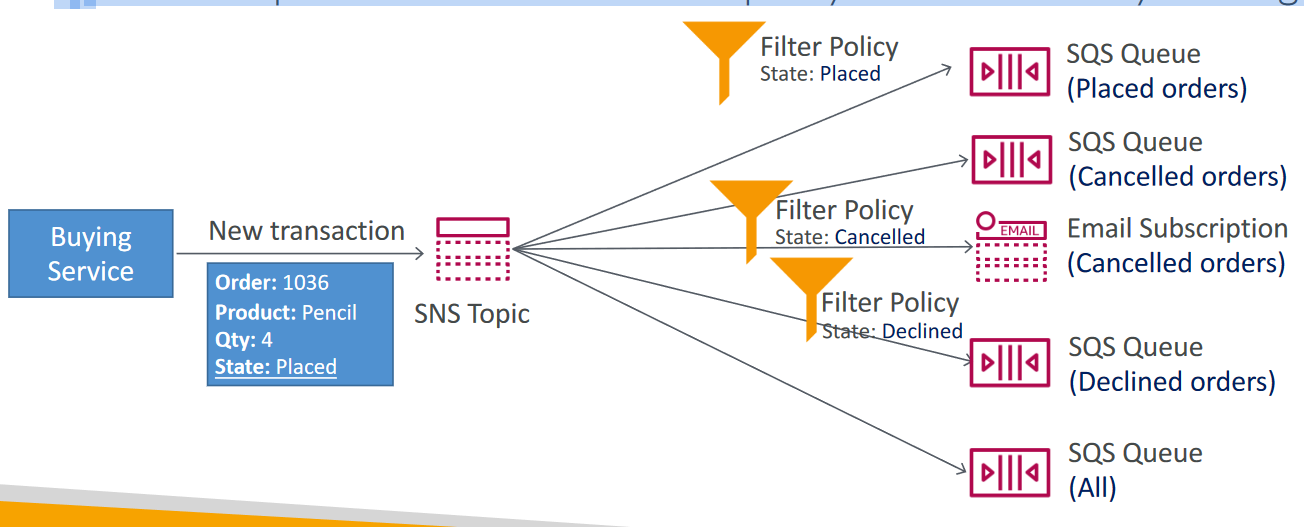 Filter Policy
State: Placed
SQS Queue
(Placed orders)
SQS Queue
(Cancelled orders)
Buying
Service
New transaction
Order: 1036
Product: Pencil
Qty: 4
State: Placed
SNS Topic
Filter Policy
State: Cancelled
EMAIL
Email Subscription
(Cancelled orders)
Filter Policy
State: Declined
SQS Queue
(Declined orders)
SQS Queue
(All)